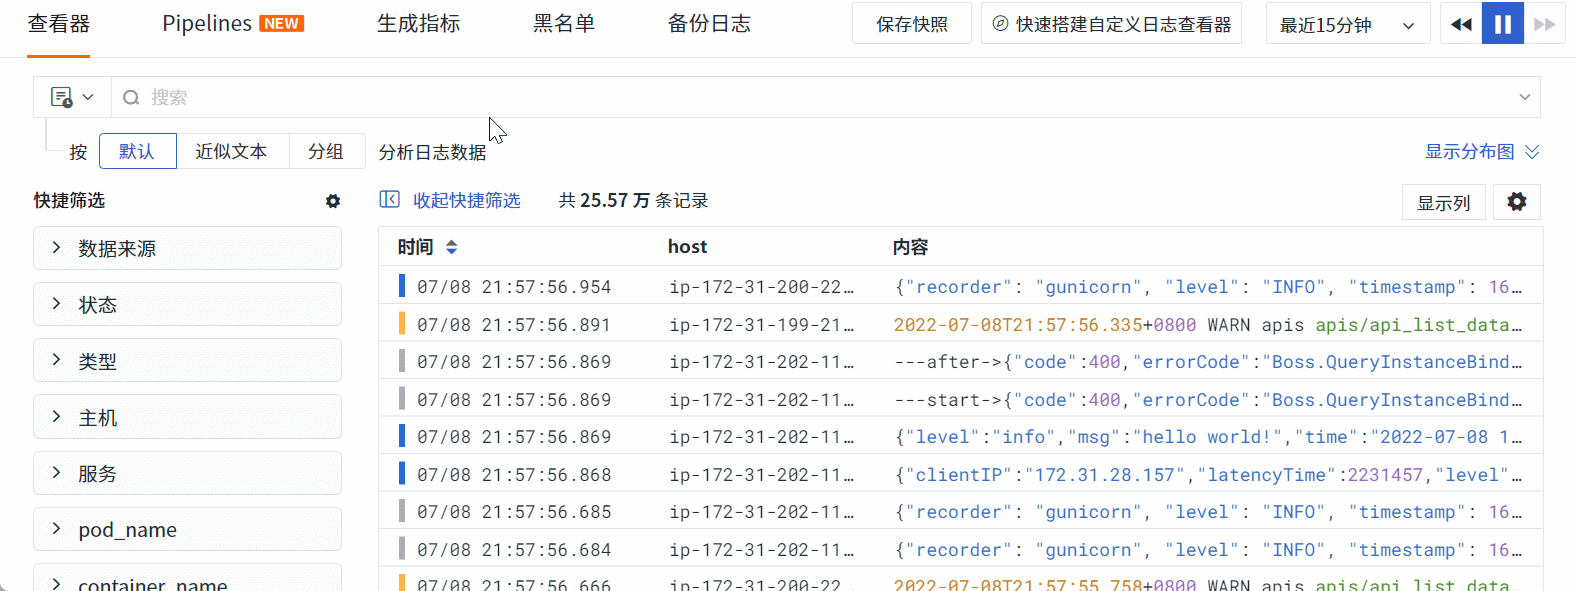 查看器 Pipelines NEW 生成指标 黑名单 备份日志 保存快照 快速搭建自定义日志查看器 最近15分钟
搜索
按 默认 近似文本 分组 分析日志数据 显示分布图
快捷筛选 收起快捷筛选 共 25.57 万 条记录 显示列
时间 host 内容
数据来源
状态
类型
主机
服务
pod_name
container_name
07/08 21:57:56.954 ip-172-31-200-22… {"recorder": "gunicorn", "level": "INFO", "timestamp": 16…
07/08 21:57:56.891 ip-172-31-199-21… 2022-07-08T21:57:56.335+0800 WARN apis apis/api_list_data…
07/08 21:57:56.869 ip-172-31-202-11… ---after->{"code":400,"errorCode":"Boss.QueryInstanceBind…
07/08 21:57:56.869 ip-172-31-202-11… ---start->{"code":400,"errorCode":"Boss.QueryInstanceBind…
07/08 21:57:56.869 ip-172-31-202-11… {"level":"info","msg":"hello world!","time":"2022-07-08 1…
07/08 21:57:56.868 ip-172-31-202-11… {"clientIP":"172.31.28.157","latencyTime":2231457,"level"…
07/08 21:57:56.685 ip-172-31-202-11… {"recorder": "gunicorn", "level": "INFO", "timestamp": 16…
07/08 21:57:56.684 ip-172-31-202-11… {"recorder": "gunicorn", "level": "INFO", "timestamp": 16…
07/08 21:57:56.666 ip-172-31-200-22… 2022-07-08T21:57:55.758+0800 WARN apis apis/api_list_data…